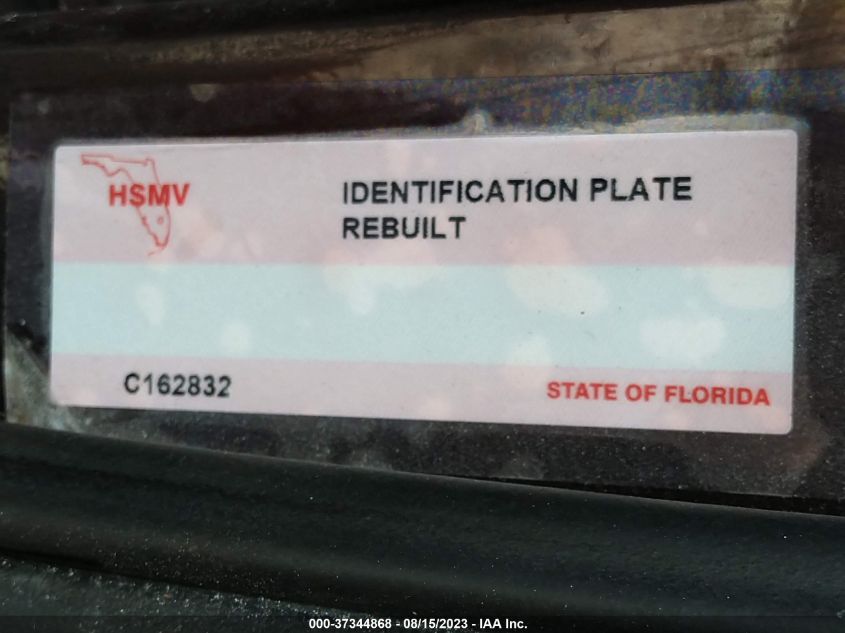 HSMV
IDENTIFICATION PLATE
REBUILT
C162832
STATE OF FLORIDA
000-37344868 - 08/15/2023 - IAA Inc.